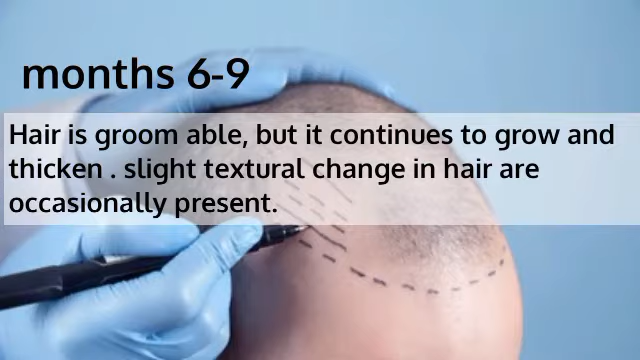 months 6-9
Hair is groom able, but it continues to grow and
thicken . slight textural change in hair are
occasionally present.